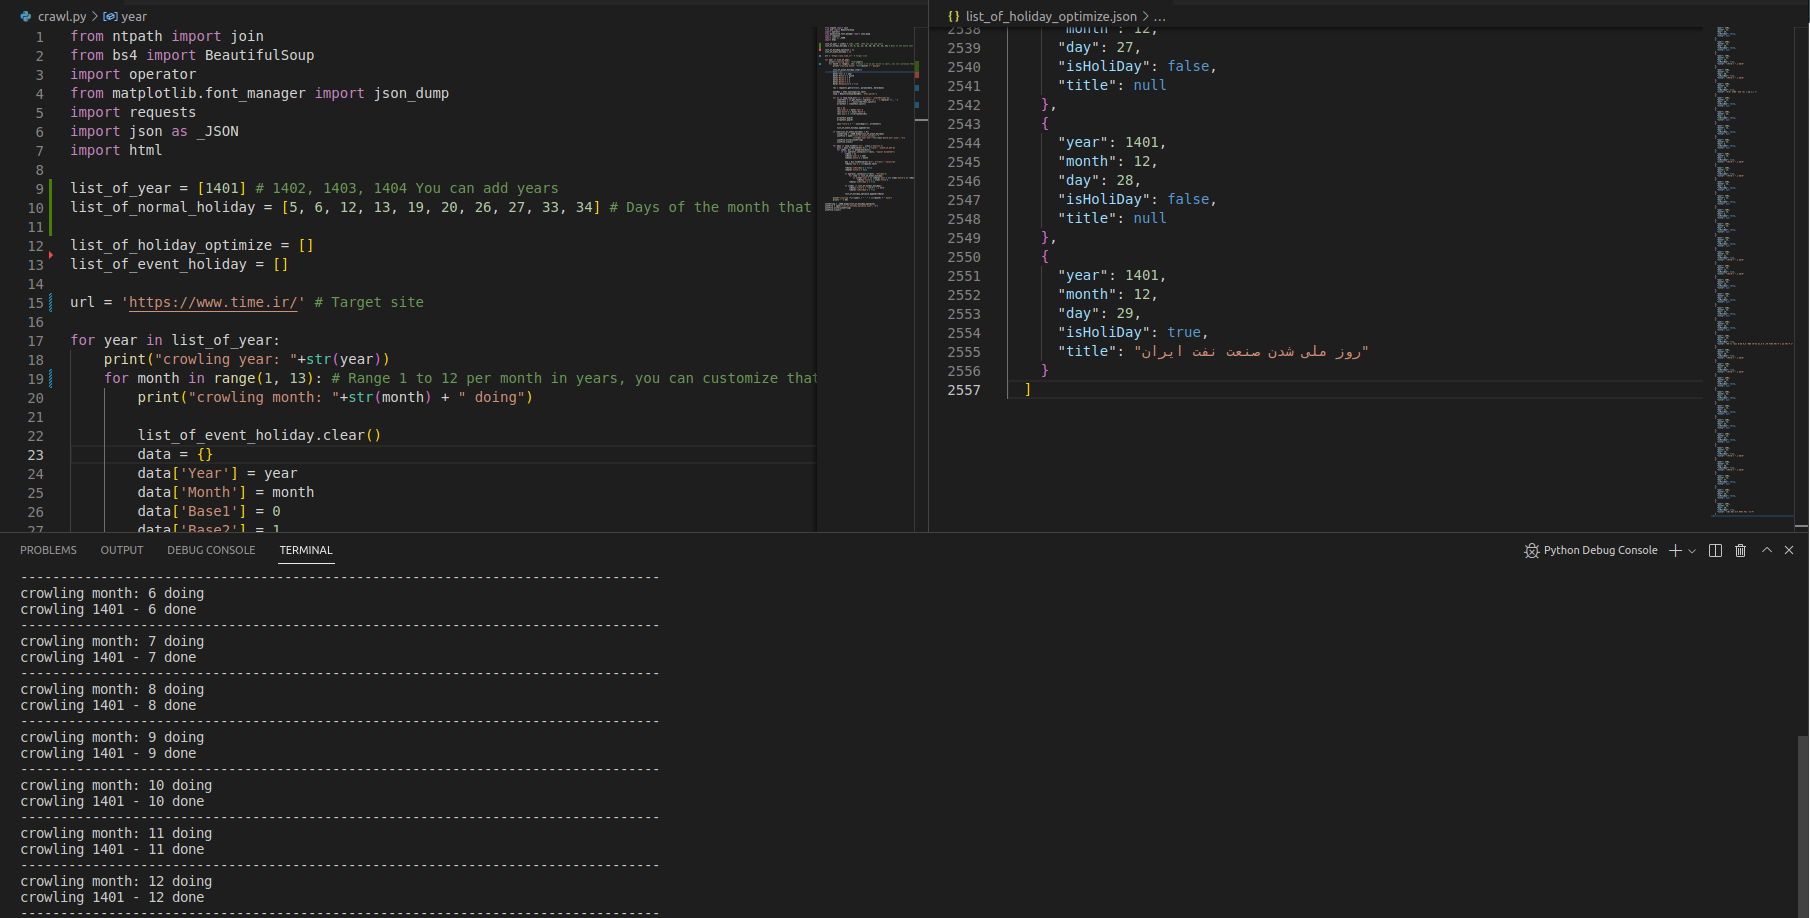 crawl.py > year
1 from ntpath import join
2 from bs4 import BeautifulSoup
3 import operator
4 from matplotlib.font_manager import json_dump
5 import requests
6 import json as _JSON
7 import html
8
9 list_of_year = [1401] # 1402, 1403, 1404 You can add years
10 list_of_normal_holiday = [5, 6, 12, 13, 19, 20, 26, 27, 33, 34] # Days of the month that
11
12 list_of_holiday_optimize = []
13 list_of_event_holiday = []
14
15 url = 'https://www.time.ir/' # Target site
16
17 for year in list_of_year:
18 print("crowling year: "+str(year))
19 for month in range(1, 13): # Range 1 to 12 per month in years, you can customize that
20 print("crowling month: "+str(month) + " doing")
21
22 list_of_event_holiday.clear()
23 data = {}
24 data['Year'] = year
25 data['Month'] = month
26 data['Base1'] = 0
27 data['Base2'] = 1
{} list_of_holiday_optimize.json > ...
2538 "month": 12,
2539 "day": 27,
2540 "isHoliDay": false,
2541 "title": null
2542 },
2543 {
2544 "year": 1401,
2545 "month": 12,
2546 "day": 28,
2547 "isHoliDay": false,
2548 "title": null
2549 },
2550 {
2551 "year": 1401,
2552 "month": 12,
2553 "day": 29,
2554 "isHoliDay": true,
2555 "title": "روز ملی شدن صنعت نفت ایران"
2556 }
2557 ]
PROBLEMS OUTPUT DEBUG CONSOLE TERMINAL Python Debug Console
--------------------------------------------------------------------------------
crowling month: 6 doing
crowling 1401 - 6 done
--------------------------------------------------------------------------------
crowling month: 7 doing
crowling 1401 - 7 done
--------------------------------------------------------------------------------
crowling month: 8 doing
crowling 1401 - 8 done
--------------------------------------------------------------------------------
crowling month: 9 doing
crowling 1401 - 9 done
--------------------------------------------------------------------------------
crowling month: 10 doing
crowling 1401 - 10 done
--------------------------------------------------------------------------------
crowling month: 11 doing
crowling 1401 - 11 done
--------------------------------------------------------------------------------
crowling month: 12 doing
crowling 1401 - 12 done
--------------------------------------------------------------------------------